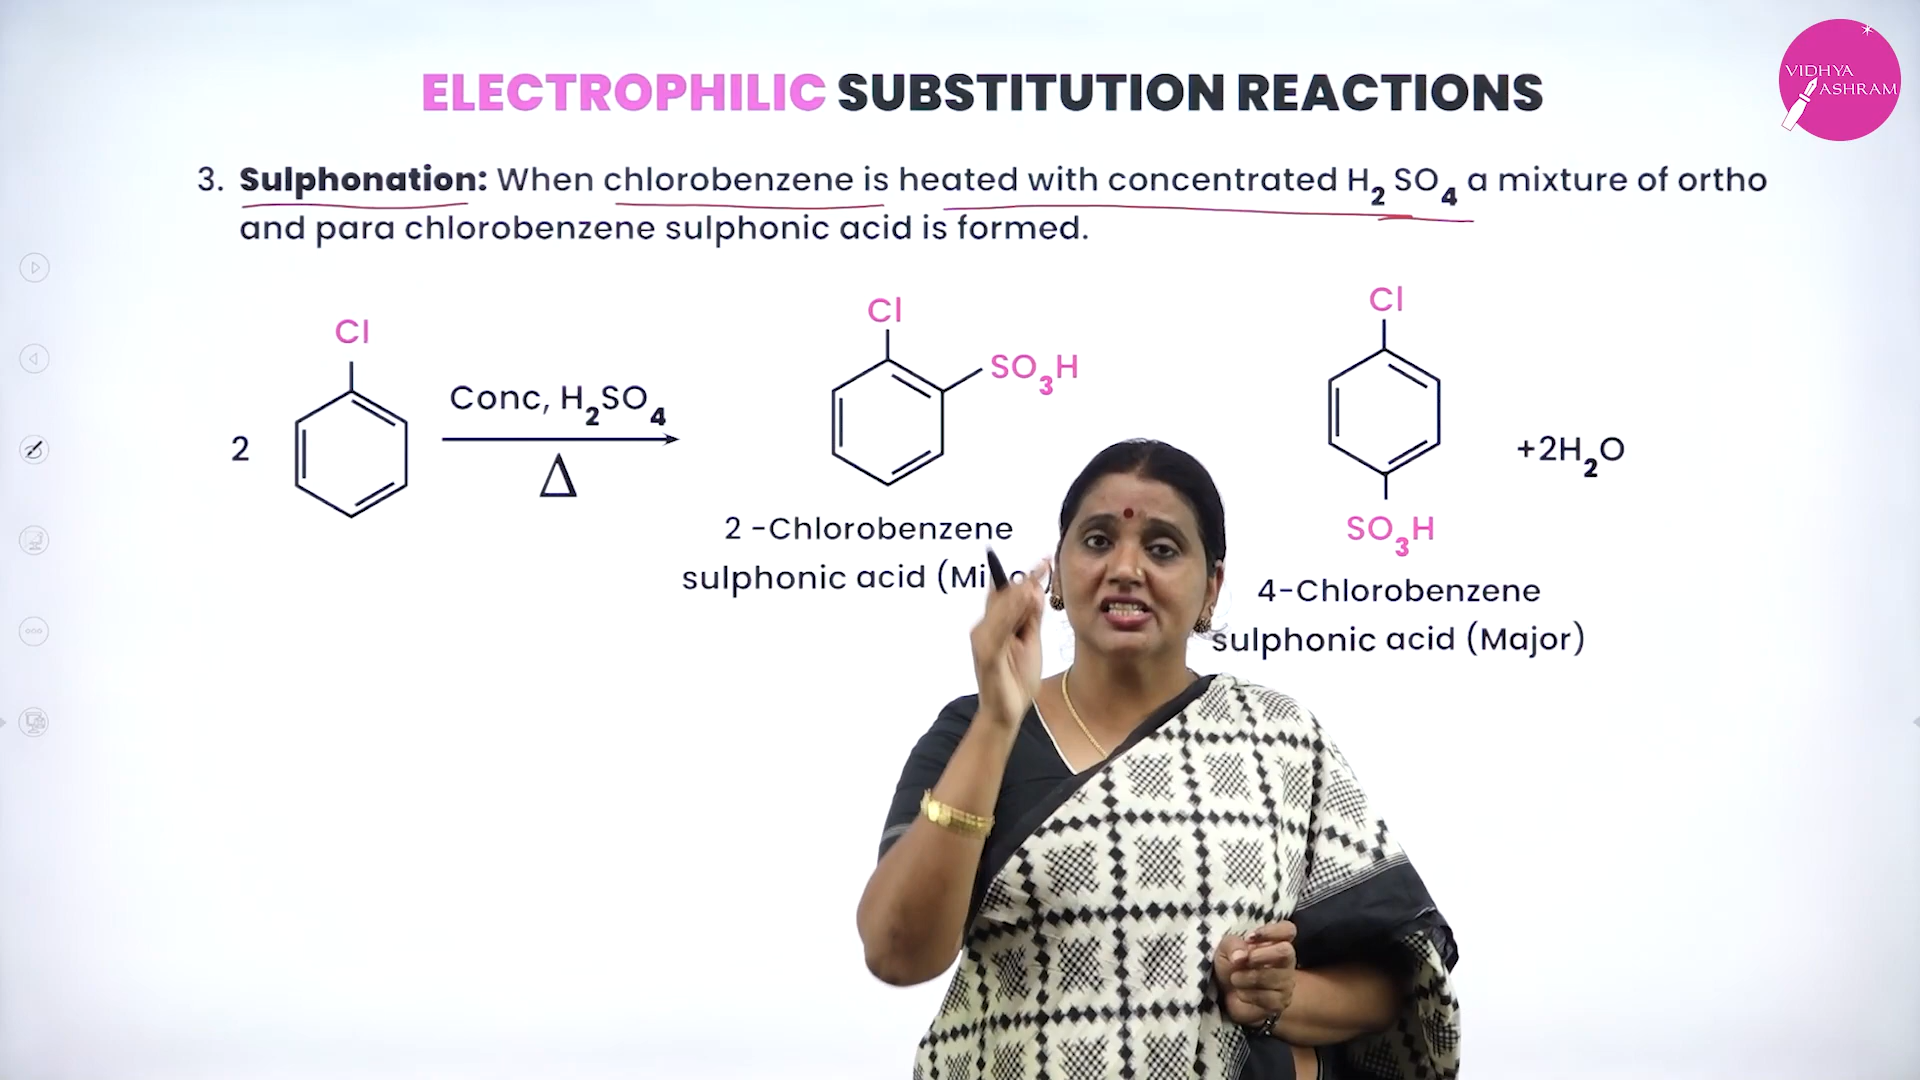 VIDHYA
ASHRAM
ELECTROPHILIC SUBSTITUTION REACTIONS
3. Sulphonation: When chlorobenzene is heated with concentrated H2SO4 a mixture of ortho
and para chlorobenzene sulphonic acid is formed.
2
Cl
Conc, H2SO4
Δ
Cl
SO3H
2 -Chlorobenzene
sulphonic acid
Cl
SO3H
4-Chlorobenzene
sulphonic acid (Major)
+2H2O